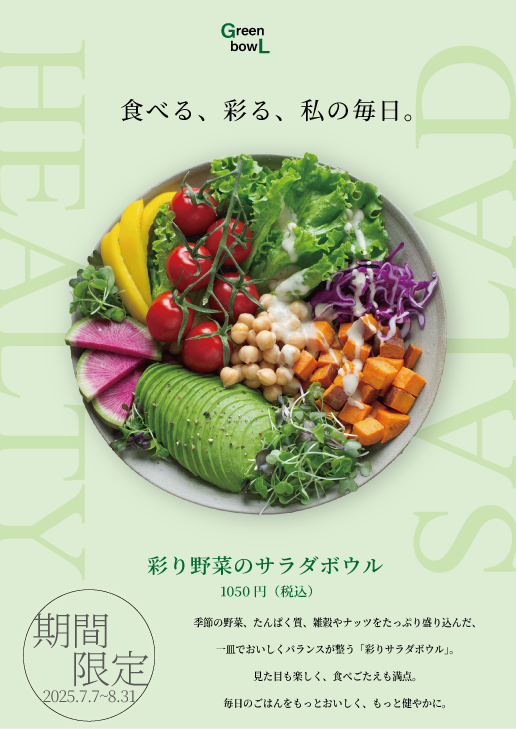 Green
bowL
食べる、彩る、私の毎日。
HEALTY
SALAD
彩り野菜のサラダボウル
1050 円（税込）
季節の野菜、たんぱく質、雑穀やナッツをたっぷり盛り込んだ、
一皿でおいしくバランスが整う「彩りサラダボウル」。
見た目も楽しく、食べごたえも満点。
毎日のごはんをもっとおいしく、もっと健やかに。
期間
限定
2025.7.7~8.31